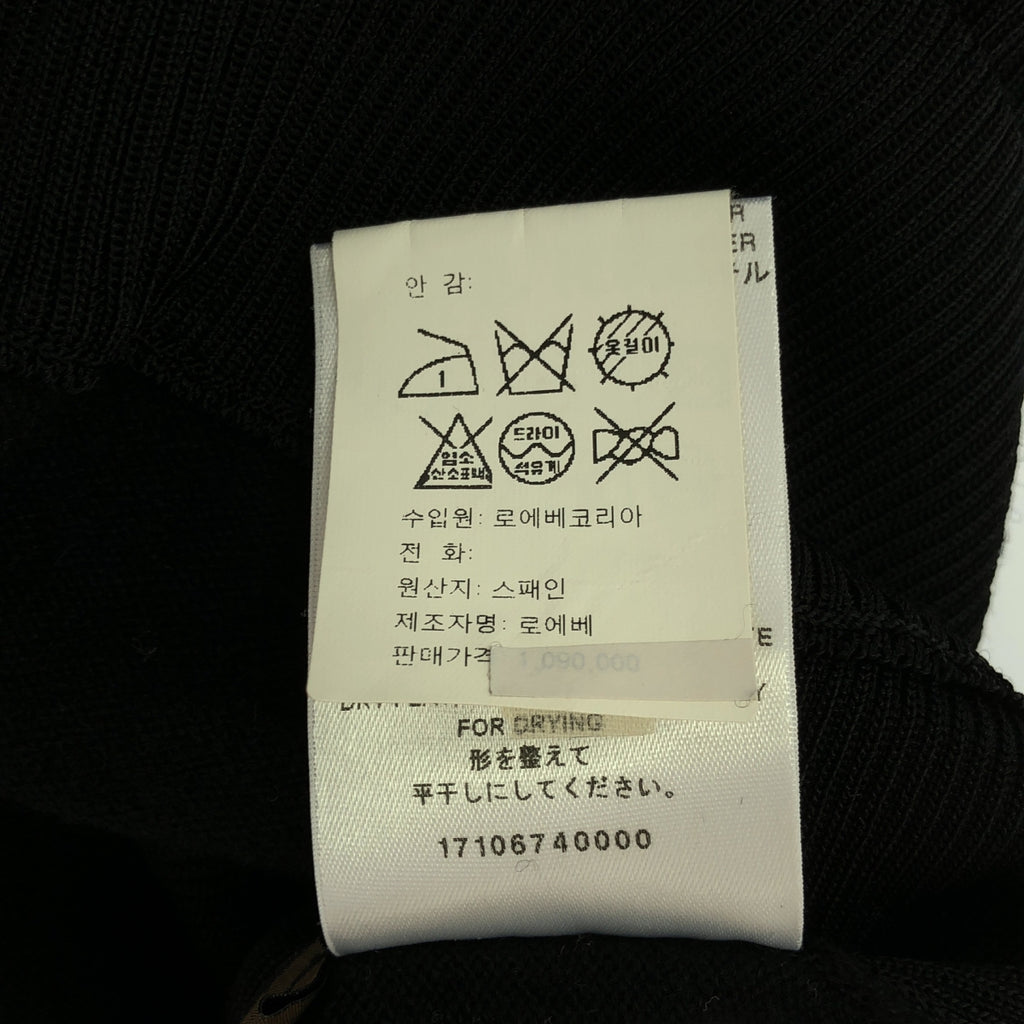 R
ER
ル
안 감:
1
옷걸이
드라이
염소
산소표백
석유계
수입원: 로에베코리아
전 화:
원산지: 스패인
제조자명: 로에베
판매가격 1,090,000
FOR DRYING
形を整えて
平干しにしてください。
17106740000